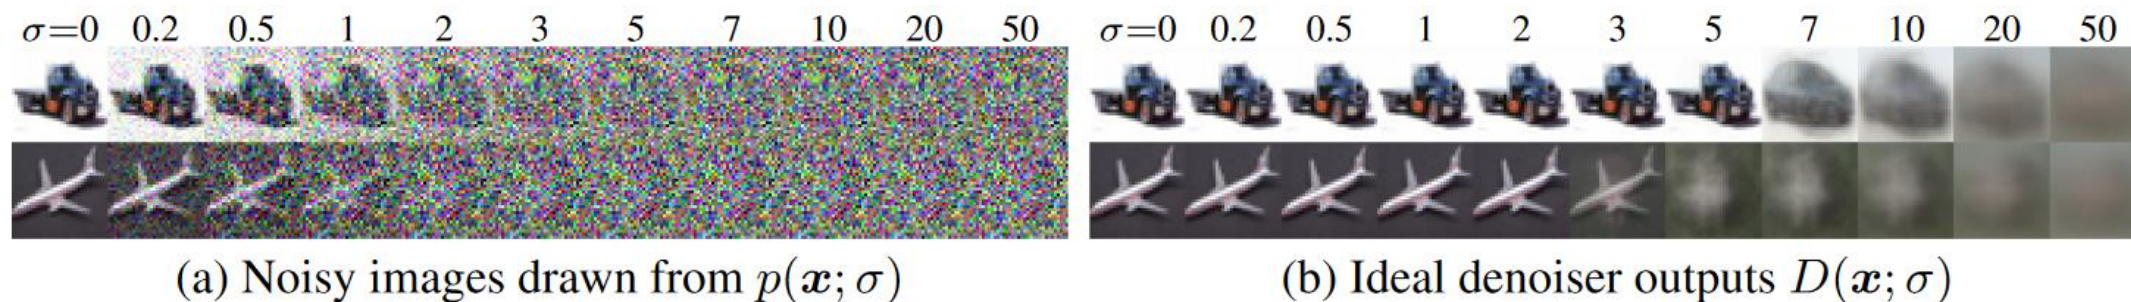 σ=0 0.2 0.5 1 2 3 5 7 10 20 50
(a) Noisy images drawn from p(x; σ)
σ=0 0.2 0.5 1 2 3 5 7 10 20 50
(b) Ideal denoiser outputs D(x; σ)